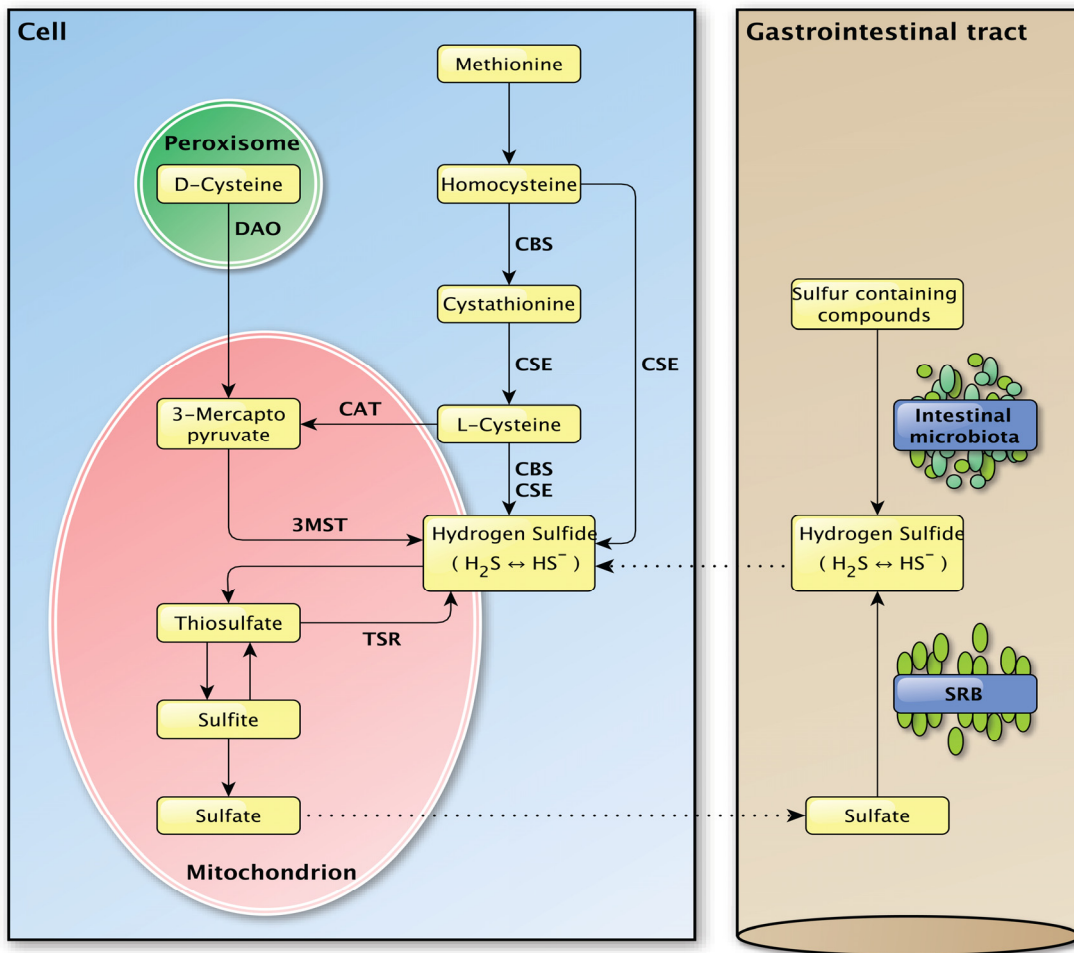 Cell
Methionine
Peroxisome
D-Cysteine
DAO
Homocysteine
CBS
Cystathionine
CSE
CSE
3-Mercapto
pyruvate
CAT
L-Cysteine
CBS
CSE
3MST
Hydrogen Sulfide
( H₂S ↔ HS⁻ )
Thiosulfate
TSR
Sulfite
Sulfate
Mitochondrion
Gastrointestinal tract
Sulfur containing
compounds
Intestinal
microbiota
Hydrogen Sulfide
( H₂S ↔ HS⁻ )
SRB
Sulfate